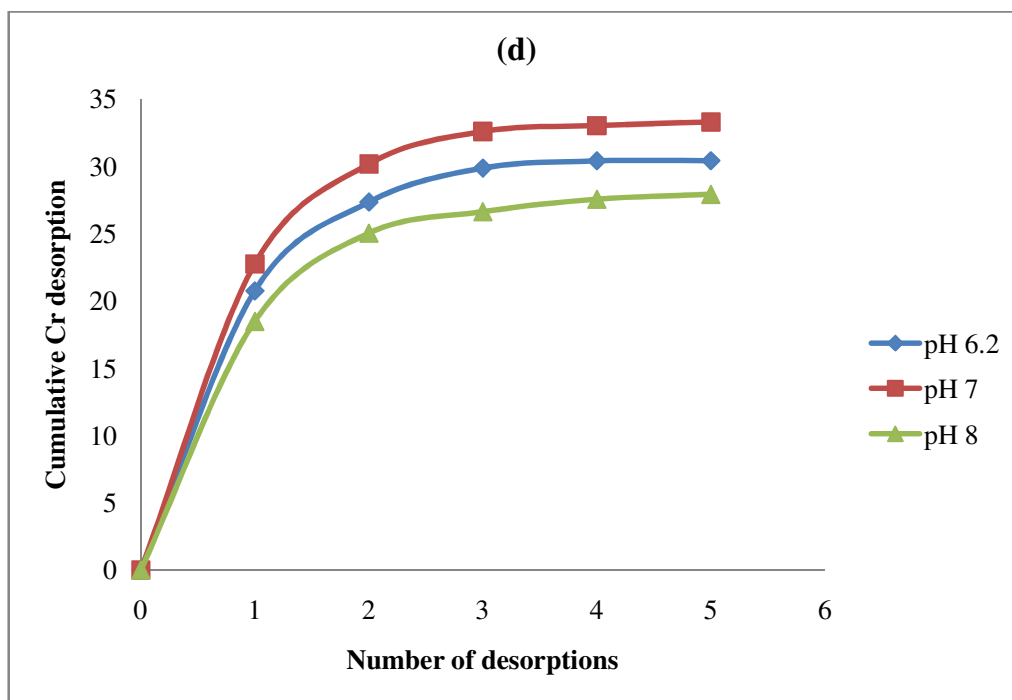 (d)
35
30
25
20
15
10
5
0
Cumulative Cr desorption
0 1 2 3 4 5 6
Number of desorptions
pH 6.2
pH 7
pH 8